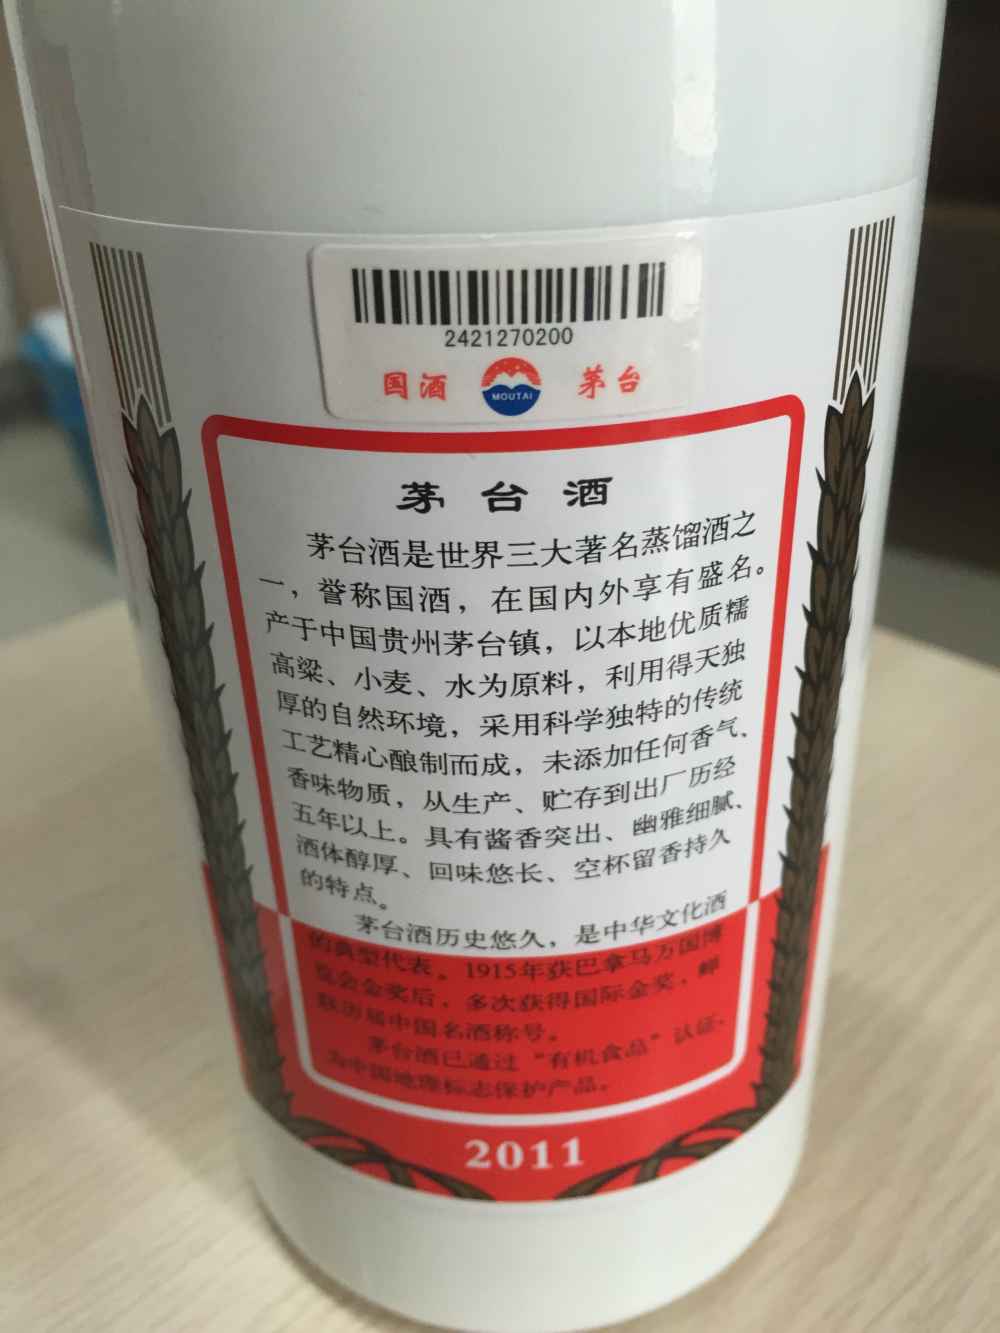 2421270200
国酒 MOUTAI 茅台
茅台酒
茅台酒是世界三大著名蒸馏酒之
一，誉称国酒，在国内外享有盛名。
产于中国贵州茅台镇，以本地优质糯
高粱、小麦、水为原料，利用得天独
厚的自然环境，采用科学独特的传统
工艺精心酿制而成，未添加任何香气、
香味物质，从生产、贮存到出厂历经
五年以上。具有酱香突出、幽雅细腻、
酒体醇厚、回味悠长、空杯留香持久
的特点。
茅台酒历史悠久，是中华文化酒
的典型代表。1915年获巴拿马万国博
览会金奖后，多次获得国际金奖，蝉
联历届中国名酒称号。
茅台酒已通过“有机食品”认证，
为中国地理标志保护产品。
2011